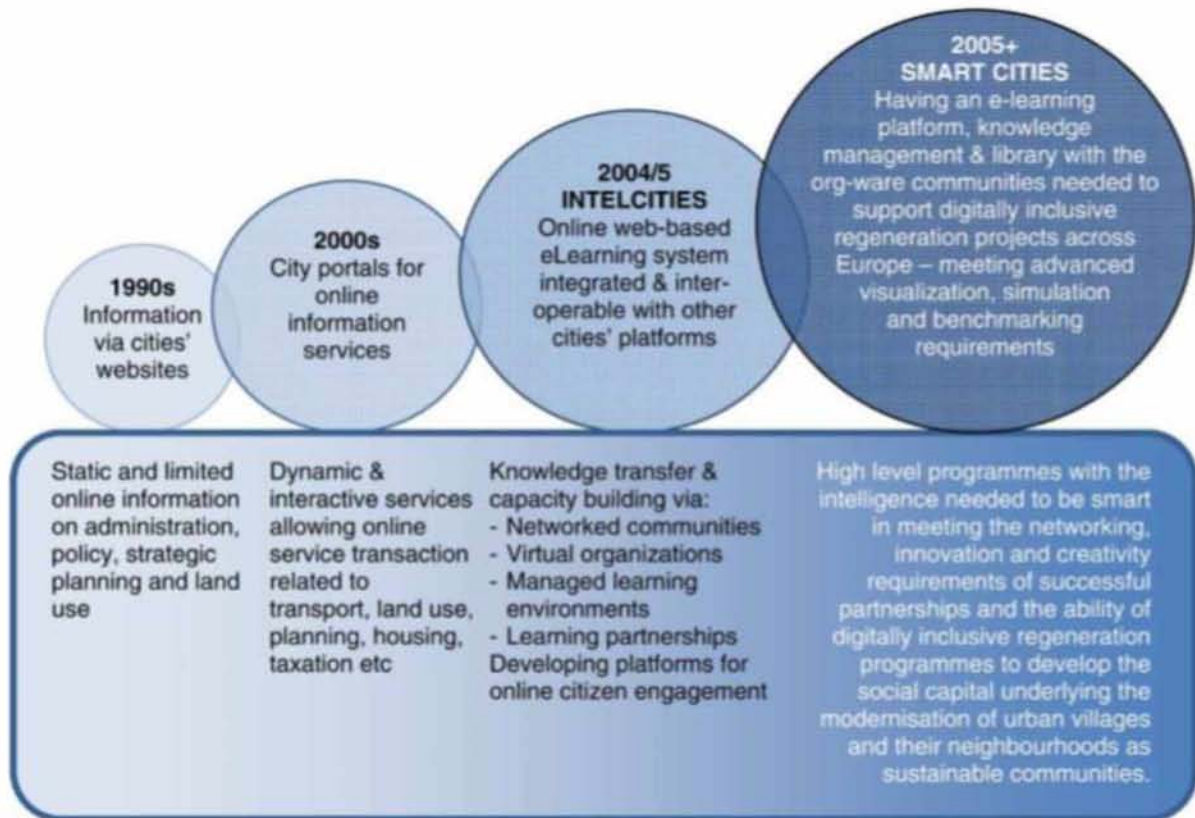 1990s
Information
via cities'
websites
2000s
City portals for
online
information
services
2004/5
INTELCITIES
Online web-based
eLearning system
integrated & inter-
operable with other
cities' platforms
2005+
SMART CITIES
Having an e-learning
platform, knowledge
management & library with the
org-ware communities needed to
support digitally inclusive
regeneration projects across
Europe – meeting advanced
visualization, simulation
and benchmarking
requirements
Static and limited
online information
on administration,
policy, strategic
planning and land
use
Dynamic &
interactive services
allowing online
service transaction
related to
transport, land use,
planning, housing,
taxation etc
Knowledge transfer &
capacity building via:
- Networked communities
- Virtual organizations
- Managed learning
environments
- Learning partnerships
Developing platforms for
online citizen engagement
High level programmes with the
intelligence needed to be smart
in meeting the networking,
innovation and creativity
requirements of successful
partnerships and the ability of
digitally inclusive regeneration
programmes to develop the
social capital underlying the
modernisation of urban villages
and their neighbourhoods as
sustainable communities.